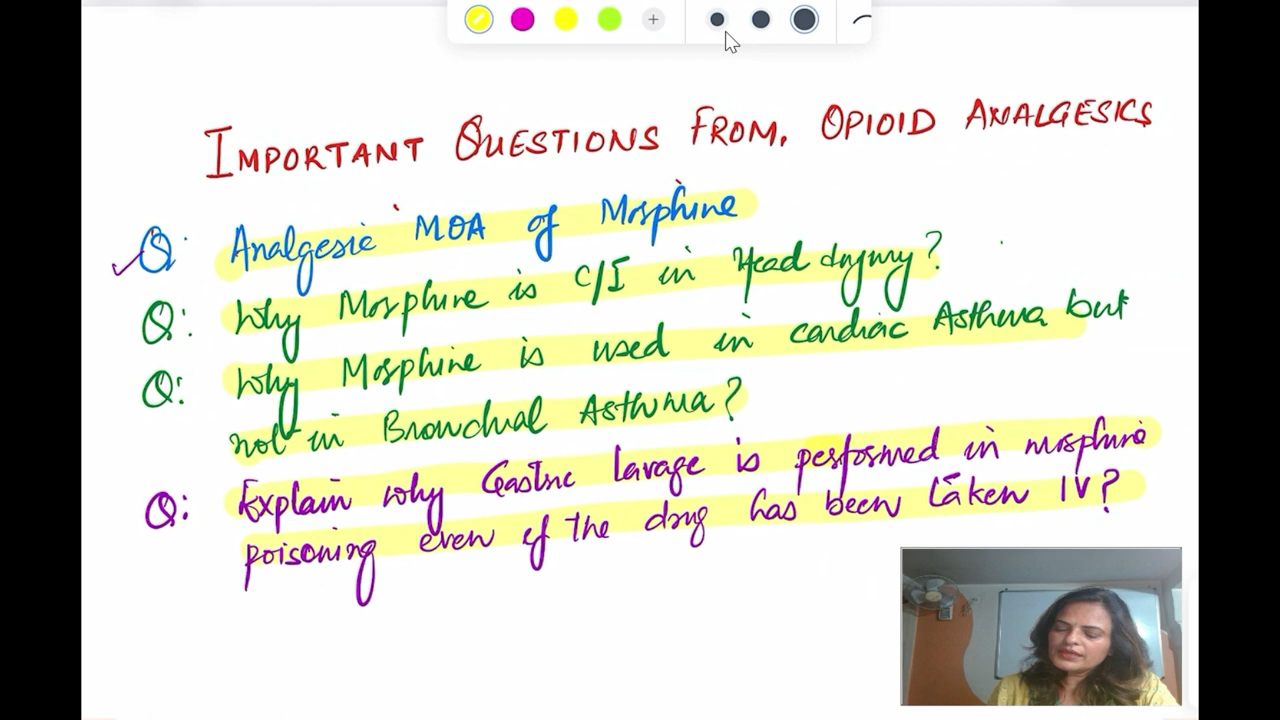 IMPORTANT QUESTIONS FROM. OPIOID ANALGESICS
Q: Analgesic MOA of Morphine
Q: Why Morphine is C/I in Head Injury?
Q: Why Morphine is used in cardiac Asthma but
not in Bronchial Asthma?
Q: Explain why Gastric lavage is performed in morphine
poisoning even if the drug has been taken IV?